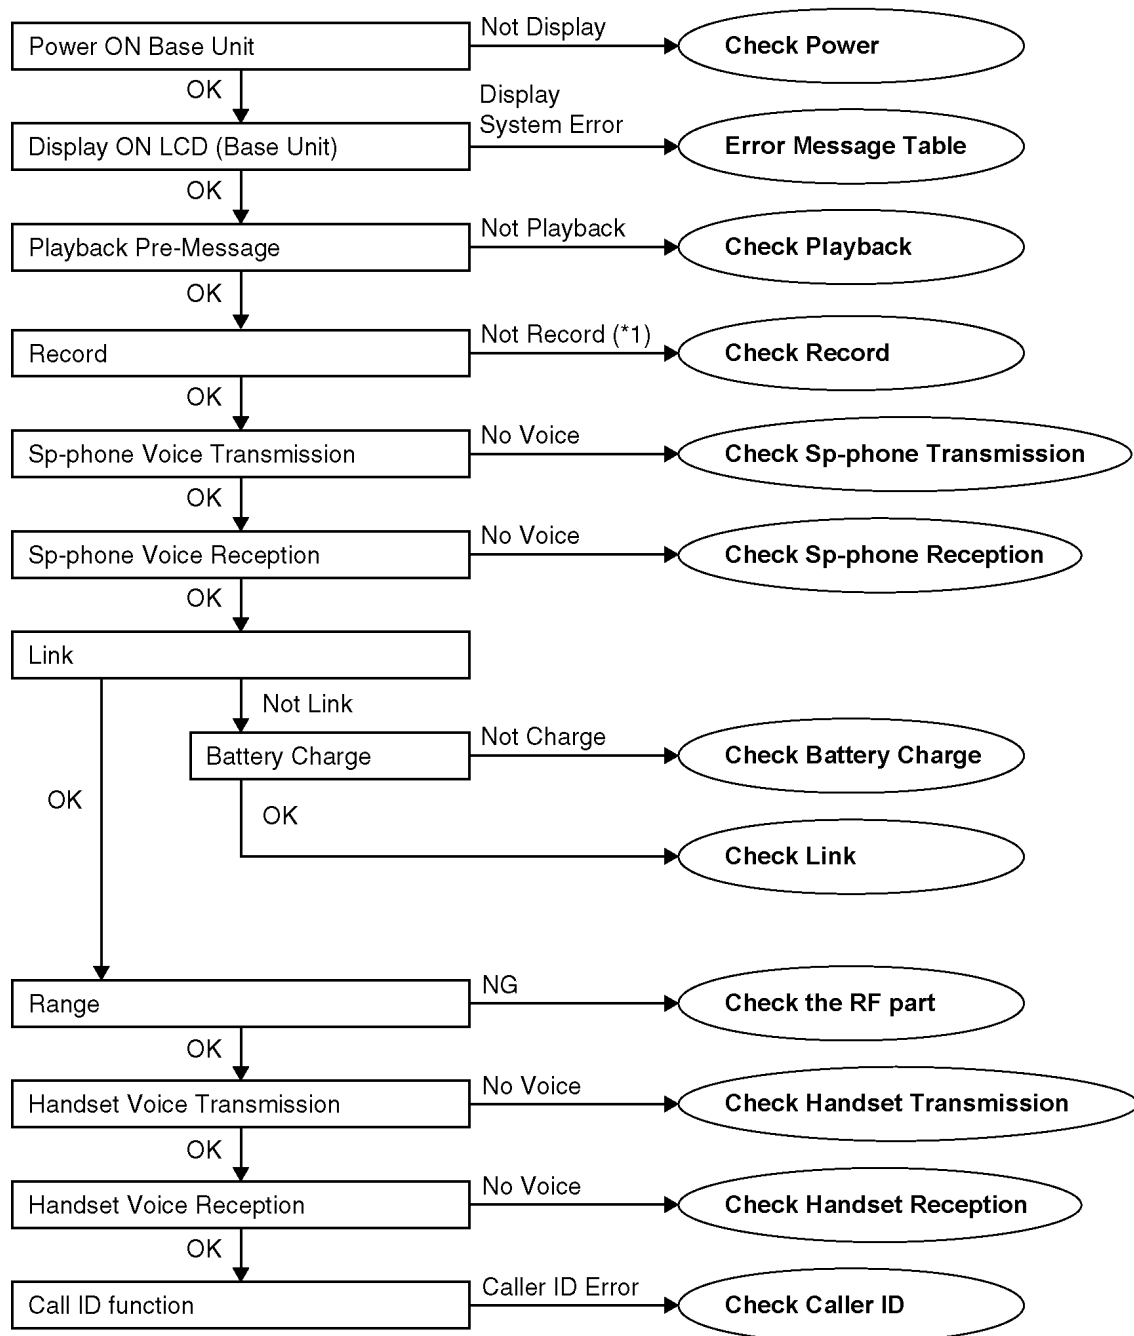 Power ON Base Unit
Not Display
Check Power
OK
Display
System Error
Display ON LCD (Base Unit)
Error Message Table
OK
Playback Pre-Message
Not Playback
Check Playback
OK
Record
Not Record (*1)
Check Record
OK
Sp-phone Voice Transmission
No Voice
Check Sp-phone Transmission
OK
Sp-phone Voice Reception
No Voice
Check Sp-phone Reception
OK
Link
Not Link
Battery Charge
Not Charge
Check Battery Charge
OK
OK
Check Link
Range
NG
Check the RF part
OK
Handset Voice Transmission
No Voice
Check Handset Transmission
OK
Handset Voice Reception
No Voice
Check Handset Reception
OK
Call ID function
Caller ID Error
Check Caller ID